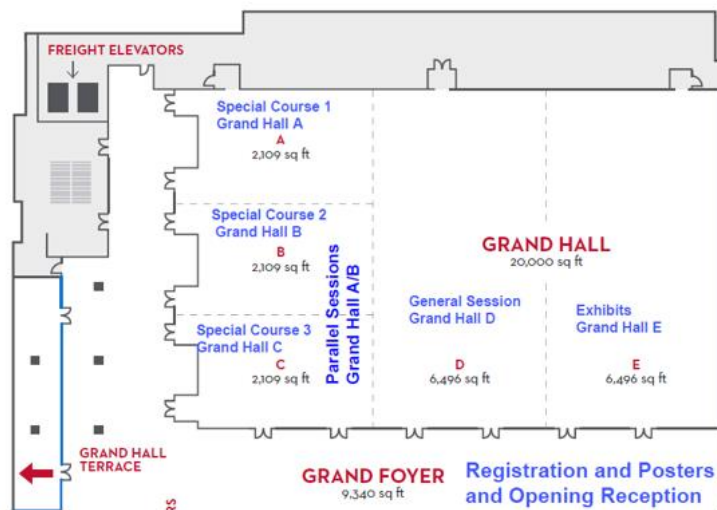 FREIGHT ELEVATORS
Special Course 1
Grand Hall A
A
2,109 sq ft
Special Course 2
Grand Hall B
B
2,109 sq ft
Parallel Sessions
Grand Hall A/B
GRAND HALL
20,000 sq ft
General Session
Grand Hall D
Exhibits
Grand Hall E
Special Course 3
Grand Hall C
C
2,109 sq ft
D
6,496 sq ft
E
6,496 sq ft
GRAND HALL
TERRACE
GRAND FOYER
9,340 sq ft
Registration and Posters
and Opening Reception